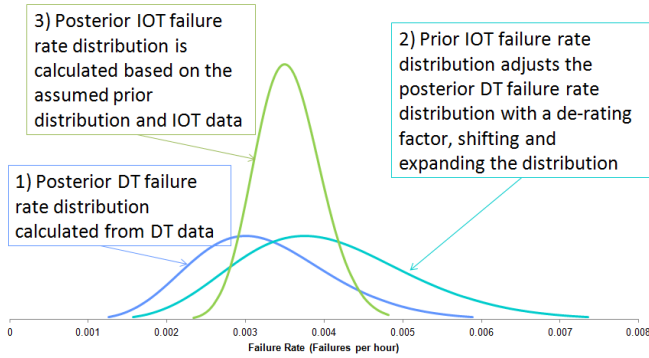 3) Posterior IOT failure
rate distribution is
calculated based on the
assumed prior
distribution and IOT data
2) Prior IOT failure rate
distribution adjusts the
posterior DT failure rate
distribution with a de-rating
factor, shifting and
expanding the distribution
1) Posterior DT failure
rate distribution
calculated from DT data
0 0.001 0.002 0.003 0.004 0.005 0.006 0.007 0.008
Failure Rate (Failures per hour)